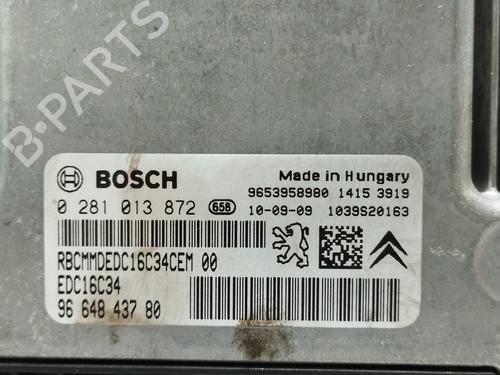 B-PARTS
BOSCH
Made in Hungary
9653958980 1415 3919
0 281 013 872 658 10-09-09 1039S20163
RBCMMDEDC16C34CEM 00
EDC16C34
96 648 437 80